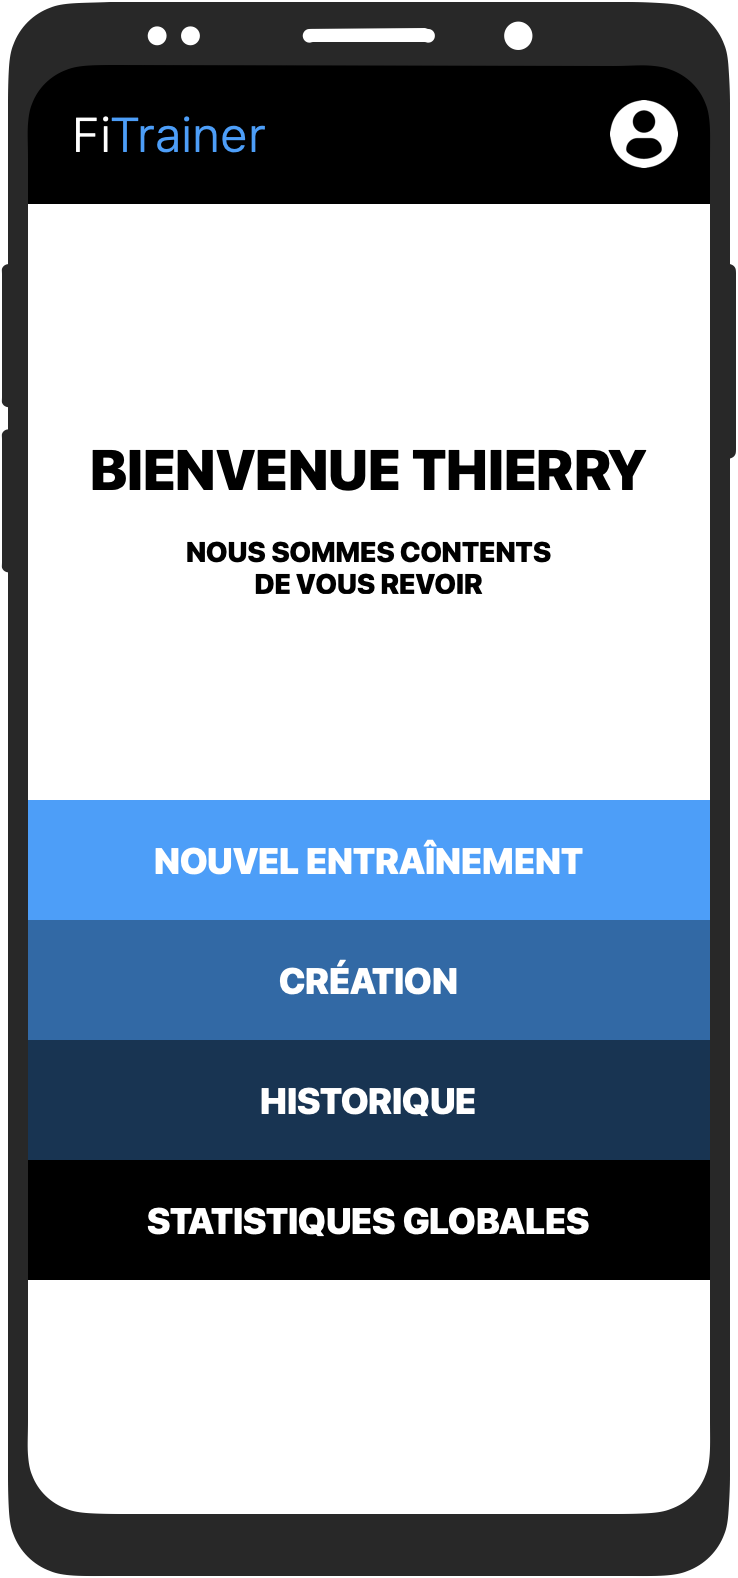 FiTrainer
BIENVENUE THIERRY
NOUS SOMMES CONTENTS
DE VOUS REVOIR
NOUVEL ENTRAÎNEMENT
CRÉATION
HISTORIQUE
STATISTIQUES GLOBALES